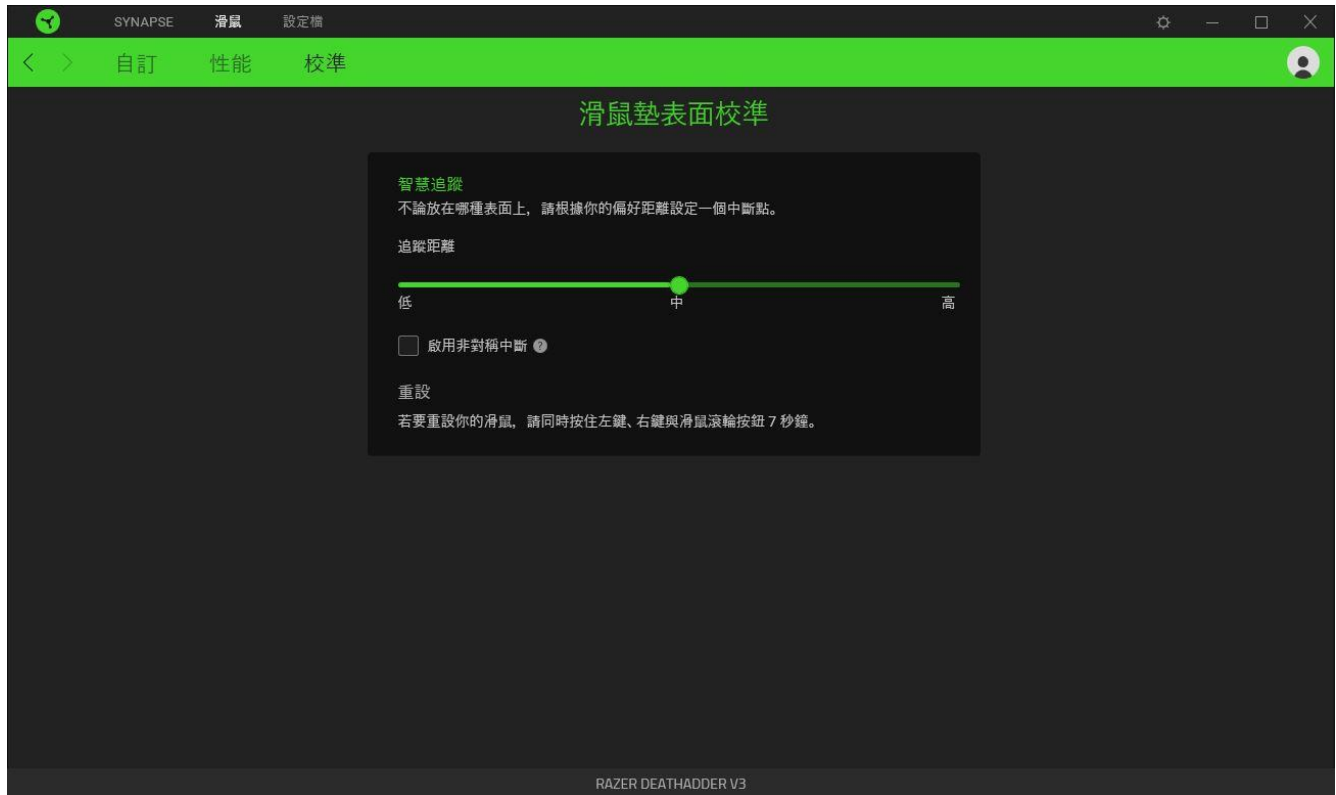 SYNAPSE 滑鼠 設定檔
自訂 性能 校準
滑鼠墊表面校準
智慧追蹤
不論放在哪種表面上，請根據你的偏好距離設定一個中斷點。
追蹤距離
低 中 高
啟用非對稱中斷 ?
重設
若要重設你的滑鼠，請同時按住左鍵、右鍵與滑鼠滾輪按鈕 7 秒鐘。
RAZER DEATHADDER V3